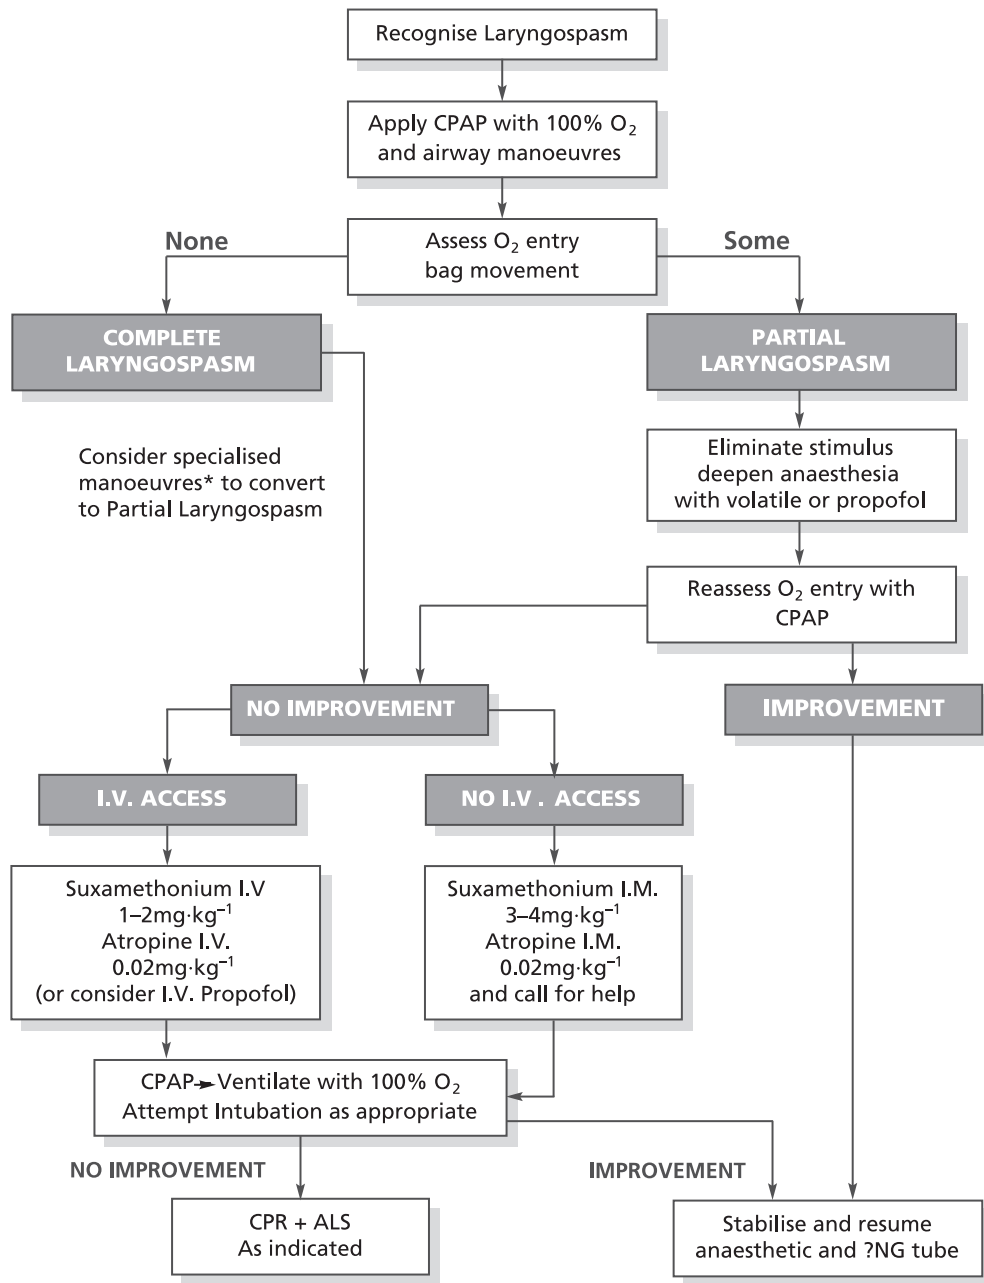 Recognise Laryngospasm
Apply CPAP with 100% O₂
and airway manoeuvres
Assess O₂ entry
bag movement
None
Some
COMPLETE
LARYNGOSPASM
PARTIAL
LARYNGOSPASM
Consider specialised
manoeuvres* to convert
to Partial Laryngospasm
Eliminate stimulus
deepen anaesthesia
with volatile or propofol
Reassess O₂ entry with
CPAP
NO IMPROVEMENT
IMPROVEMENT
I.V. ACCESS
NO I.V . ACCESS
Suxamethonium I.V
1–2mg·kg⁻¹
Atropine I.V.
0.02mg·kg⁻¹
(or consider I.V. Propofol)
Suxamethonium I.M.
3–4mg·kg⁻¹
Atropine I.M.
0.02mg·kg⁻¹
and call for help
CPAP➛Ventilate with 100% O₂
Attempt Intubation as appropriate
NO IMPROVEMENT
IMPROVEMENT
CPR + ALS
As indicated
Stabilise and resume
anaesthetic and ?NG tube